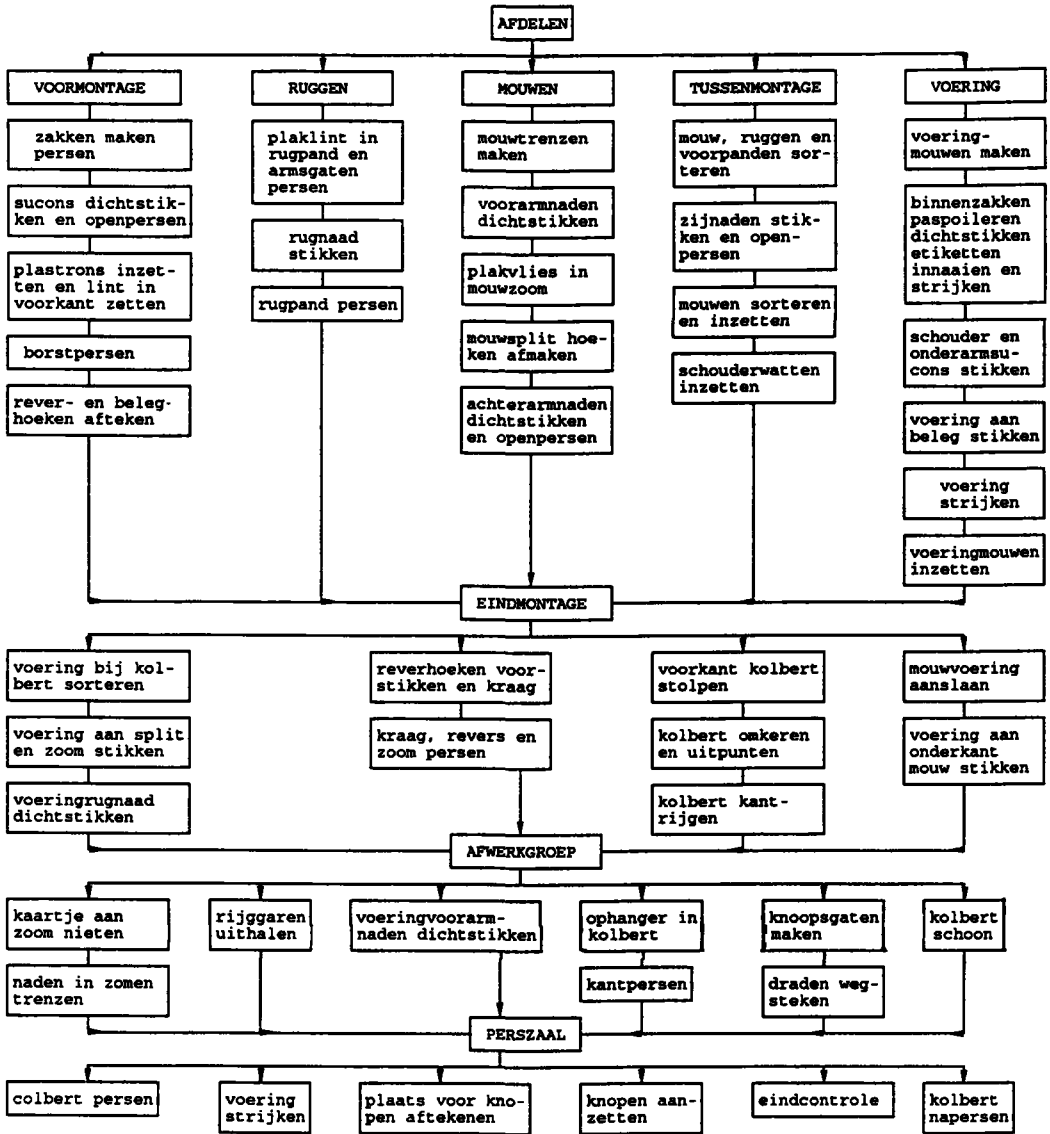 AFDELEN
VOORMONTAGE
zakken maken
persen
sucons dichtstik-
ken en openpersen
plastrons inzet-
ten en lint in
voorkant zetten
borstpersen
rever- en beleg-
hoeken afteken
RUGGEN
plaklint in
rugpand en
armsgaten
persen
rugnaad
stikken
rugpand persen
MOUWEN
mouwtrenzen
maken
voorarmnaden
dichtstikken
plakvlies in
mouwzoom
mouwsplit hoe-
ken afmaken
achterarmnaden
dichtstikken
en openpersen
TUSSENMONTAGE
mouw, ruggen en
voorpanden sor-
teren
zijnaden stik-
ken en open-
persen
mouwen sorteren
en inzetten
schouderwatten
inzetten
VOERING
voering-
mouwen maken
binnenzakken
paspoileren
dichtstikken
etiketten
innaaien en
strijken
schouder en
onderarmsu-
cons stikken
voering aan
beleg stikken
voering
strijken
voeringmouwen
inzetten
EINDMONTAGE
voering bij kol-
bert sorteren
voering aan split
en zoom stikken
voeringrugnaad
dichtstikken
reverhoeken voor-
stikken en kraag
kraag, revers en
zoom persen
voorkant kolbert
stolpen
kolbert omkeren
en uitpunten
kolbert kant-
rijgen
mouwvoering
aanslaan
voering aan
onderkant
mouw stikken
AFWERKGROEP
kaartje aan
zoom nieten
naden in zomen
trenzen
rijggaren
uithalen
voeringvoorarm-
naden dichtstikken
ophanger in
kolbert
kantpersen
knoopsgaten
maken
draden weg-
steken
kolbert
schoon
PERSZAAL
colbert persen
voering
strijken
plaats voor kno-
pen aftekenen
knopen aan-
zetten
eindcontrole
kolbert
napersen